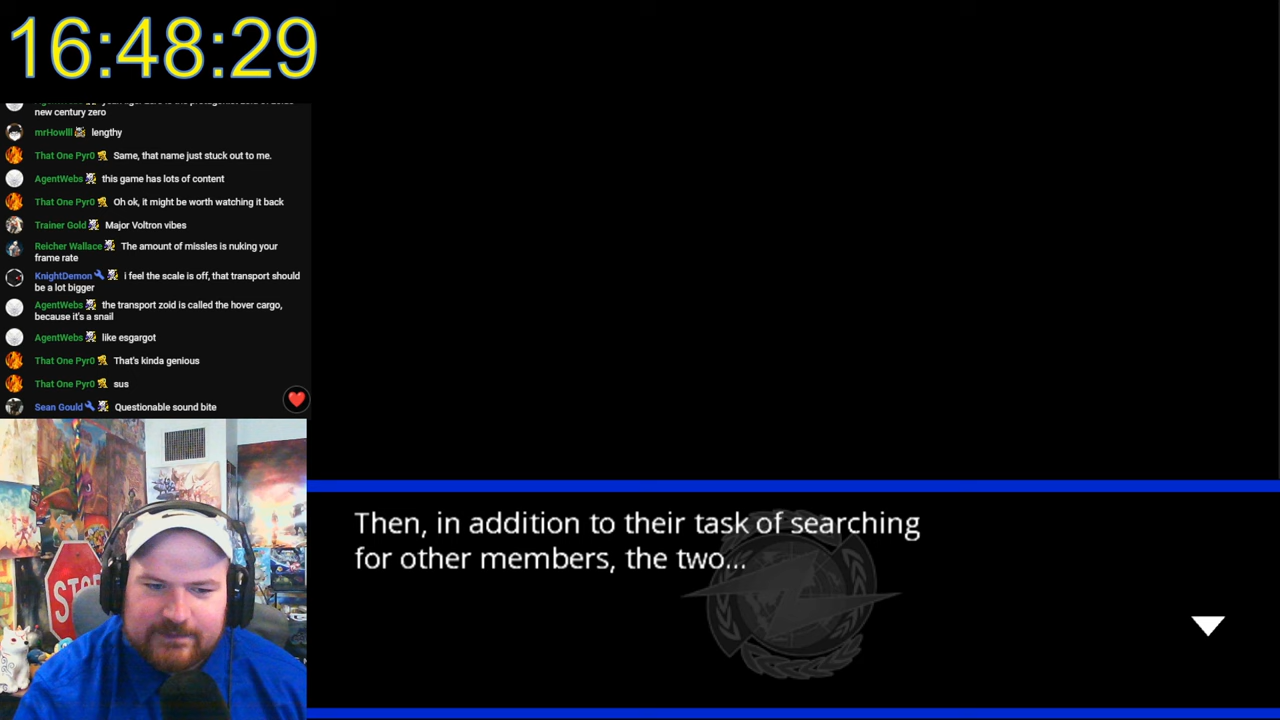 16:48:29
new century zero
mrHowlll lengthy
That One Pyr0 Same, that name just stuck out to me.
AgentWebs this game has lots of content
That One Pyr0 Oh ok, it might be worth watching it back
Trainer Gold Major Voltron vibes
Reicher Wallace The amount of missles is nuking your
frame rate
KnightDemon i feel the scale is off, that transport should
be a lot bigger
AgentWebs the transport zoid is called the hover cargo,
because it's a snail
AgentWebs like esgargot
That One Pyr0 That's kinda genious
That One Pyr0 sus
Sean Gould Questionable sound bite
STOP
Then, in addition to their task of searching
for other members, the two...